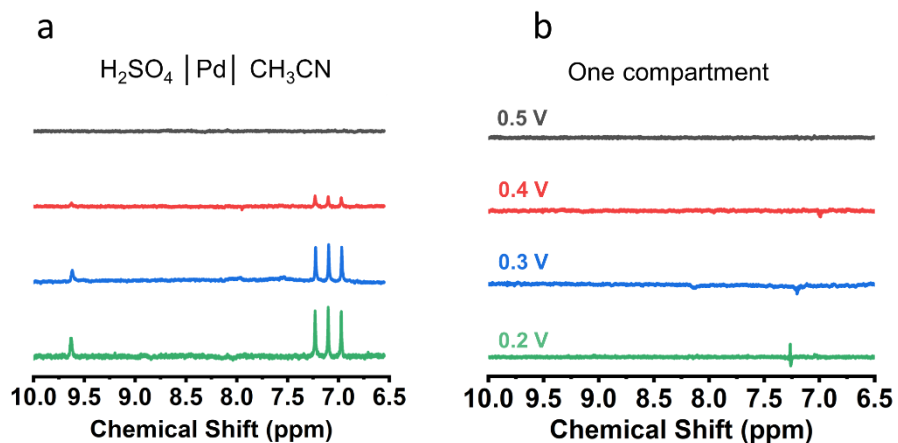 a
H₂SO₄ |Pd| CH₃CN
10.0 9.5 9.0 8.5 8.0 7.5 7.0 6.5
Chemical Shift (ppm)
b
One compartment
0.5 V
0.4 V
0.3 V
0.2 V
10.0 9.5 9.0 8.5 8.0 7.5 7.0 6.5
Chemical Shift (ppm)